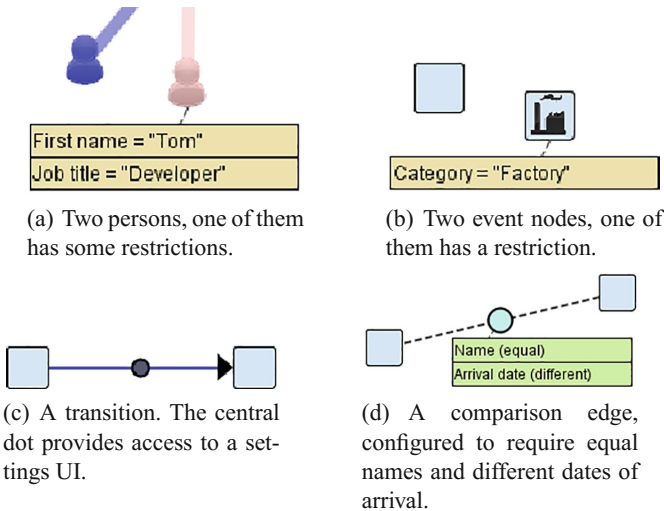 First name = "Tom"
Job title = "Developer"
(a) Two persons, one of them
has some restrictions.
Category = "Factory"
(b) Two event nodes, one of
them has a restriction.
(c) A transition. The central
dot provides access to a set-
tings UI.
Name (equal)
Arrival date (different)
(d) A comparison edge,
configured to require equal
names and different dates of
arrival.